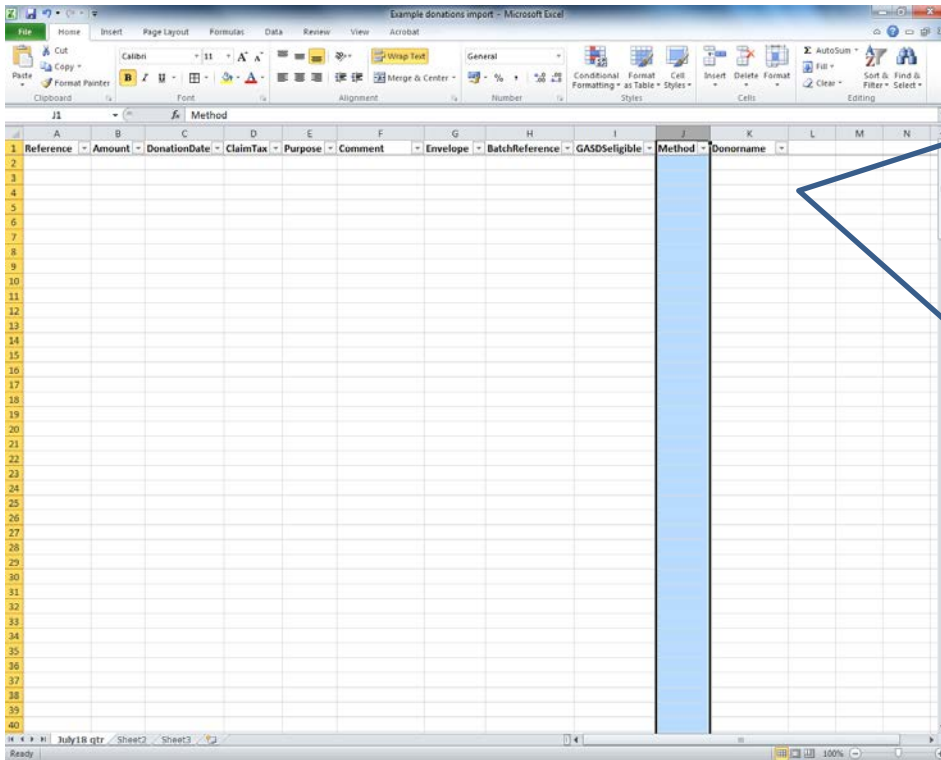 Example donations import - Microsoft Excel
File Home Insert Page Layout Formulas Data Review View Acrobat
Paste Cut Copy Format Painter
Calibri 11 A A
B I U A
Wrap Text
Merge & Center
General
% , .0 .00 .00 .0
Conditional Formatting Format as Table Cell Styles
Insert Delete Format
Σ AutoSum Fill Clear
Sort & Filter Find & Select
Clipboard Font Alignment Number Styles Cells Editing
J1 fx Method
A B C D E F G H I J K L M N
1 Reference Amount DonationDate ClaimTax Purpose Comment Envelope BatchReference GASDSeligible Method Donorname
2
3
4
5
6
7
8
9
10
11
12
13
14
15
16
17
18
19
20
21
22
23
24
25
26
27
28
29
30
31
32
33
34
35
36
37
38
39
40
July18 qtr Sheet2 Sheet3
Ready 100%